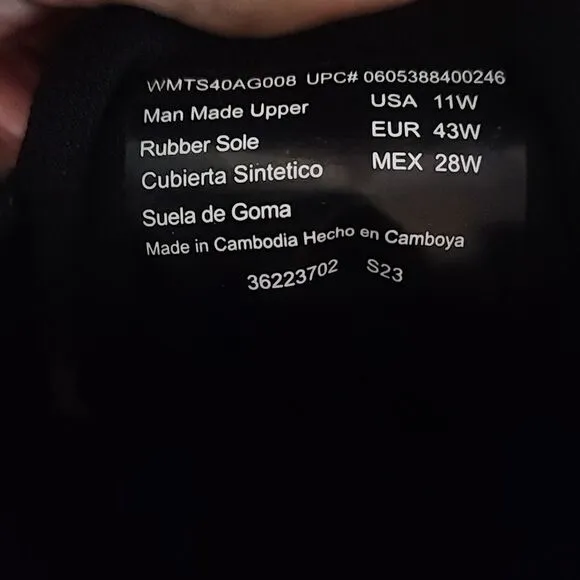 WMTS40AG008 UPC# 0605388400246
Man Made Upper USA 11W
Rubber Sole EUR 43W
Cubierta Sintetico MEX 28W
Suela de Goma
Made in Cambodia Hecho en Camboya
36223702 S23